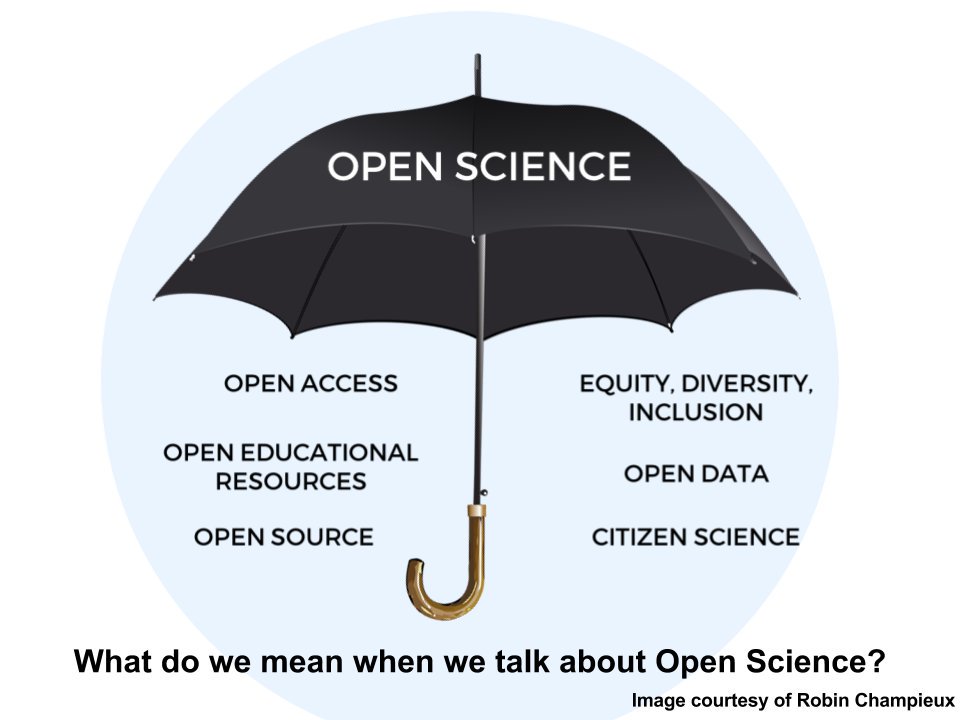 OPEN SCIENCE
OPEN ACCESS
OPEN EDUCATIONAL
RESOURCES
OPEN SOURCE
EQUITY, DIVERSITY,
INCLUSION
OPEN DATA
CITIZEN SCIENCE
What do we mean when we talk about Open Science?
Image courtesy of Robin Champieux